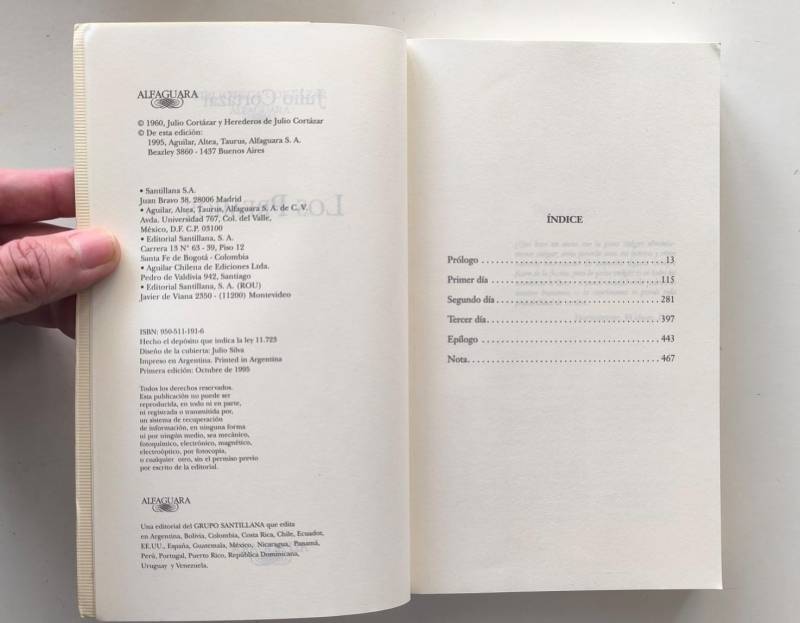 ALFAGUARA
© 1960, Julio Cortázar y Herederos de Julio Cortázar
© De esta edición:
1995, Aguilar, Altea, Taurus, Alfaguara S. A.
Beazley 3860 - 1437 Buenos Aires
• Santillana S.A.
Juan Bravo 38. 28006 Madrid
• Aguilar, Altea, Taurus, Alfaguara S. A. de C. V.
Avda. Universidad 767, Col. del Valle,
México, D.F. C.P. 03100
• Editorial Santillana, S. A.
Carrera 13 N° 63 - 39, Piso 12
Santa Fe de Bogotá - Colombia
• Aguilar Chilena de Ediciones Ltda.
Pedro de Valdivia 942, Santiago
• Editorial Santillana, S. A. (ROU)
Javier de Viana 2350 - (11200) Montevideo
ISBN: 950-511-191-6
Hecho el depósito que indica la ley 11.723
Diseño de la cubierta: Julio Silva
Impreso en Argentina. Printed in Argentina
Primera edición: Octubre de 1995
Todos los derechos reservados.
Esta publicación no puede ser
reproducida, en todo ni en parte,
ni registrada o transmitida por,
un sistema de recuperación
de información, en ninguna forma
ni por ningún medio, sea mecánico,
fotoquímico, electrónico, magnético,
electroóptico, por fotocopia,
o cualquier otro, sin el permiso previo
por escrito de la editorial.
ALFAGUARA
Una editorial del GRUPO SANTILLANA que edita
en Argentina, Bolivia, Colombia, Costa Rica, Chile, Ecuador,
EE.UU., España, Guatemala, México, Nicaragua, Panamá,
Perú, Portugal, Puerto Rico, República Dominicana,
Uruguay y Venezuela.
ÍNDICE
Prólogo 13
Primer día 115
Segundo día 281
Tercer día 397
Epílogo 443
Nota 467